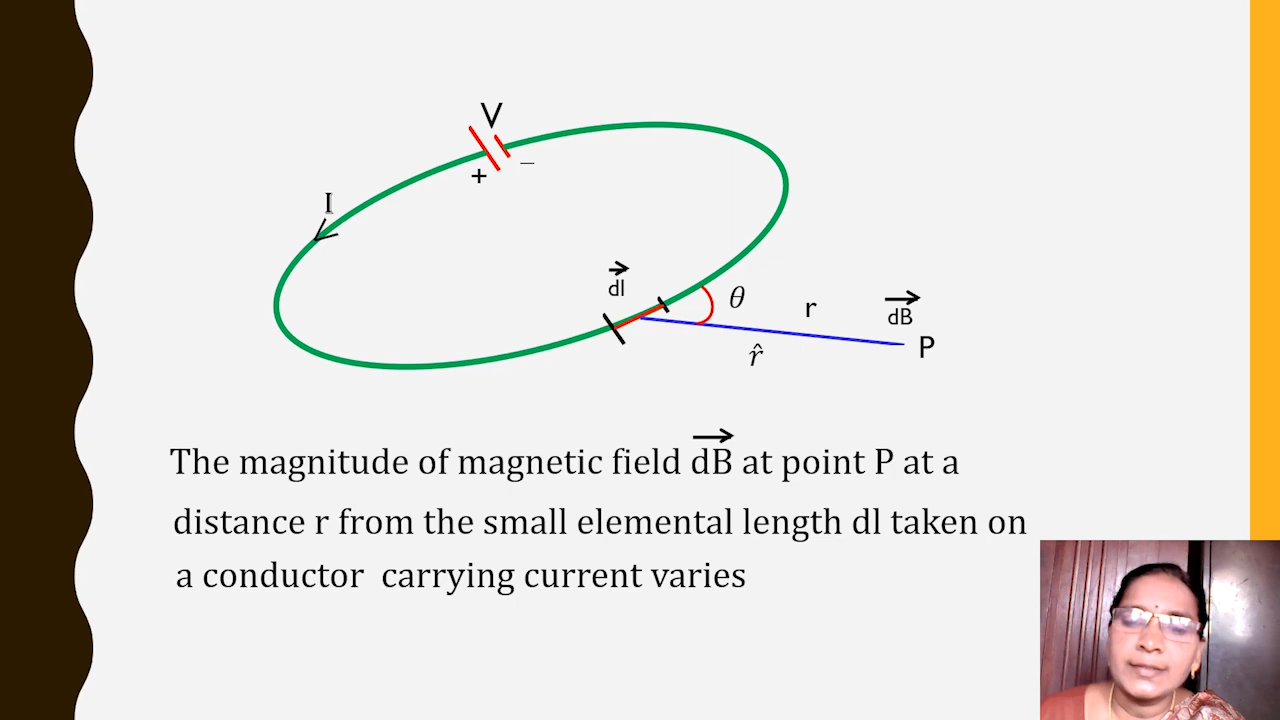 V
+
−
I
dl
θ
r
dB
r̂
P
The magnitude of magnetic field dB at point P at a
distance r from the small elemental length dl taken on
a conductor carrying current varies